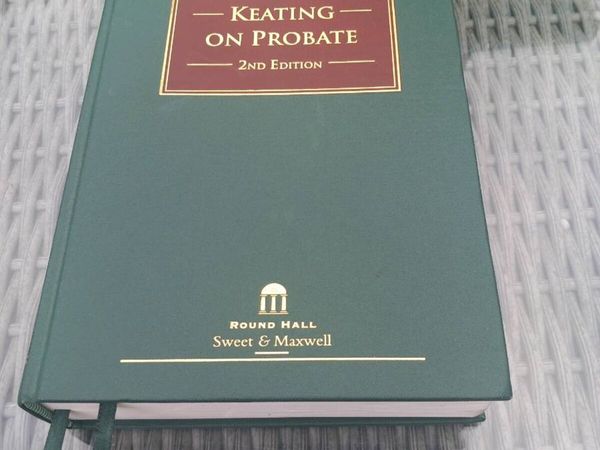 KEATING
ON PROBATE
2ND EDITION
ROUND HALL
Sweet & Maxwell